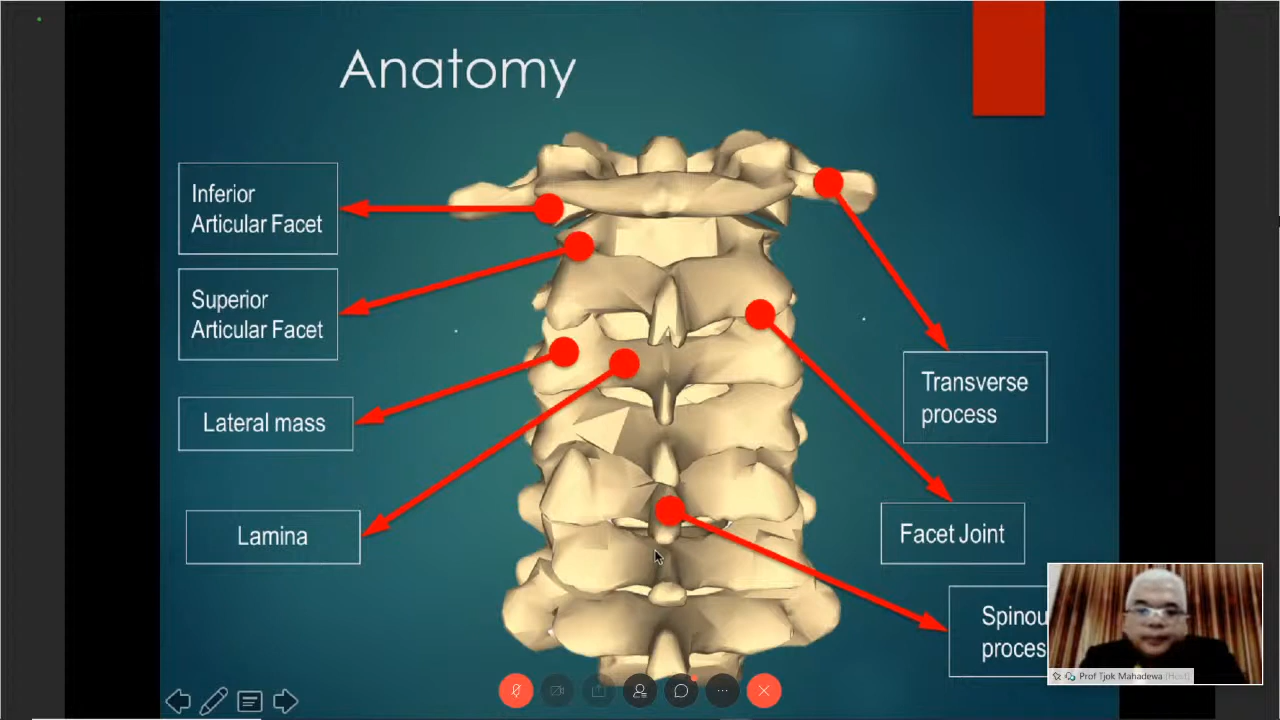 Anatomy
Inferior
Articular Facet
Superior
Articular Facet
Lateral mass
Lamina
Transverse
process
Facet Joint
Spinou
proces
Prof Tjok Mahadewa (Host)